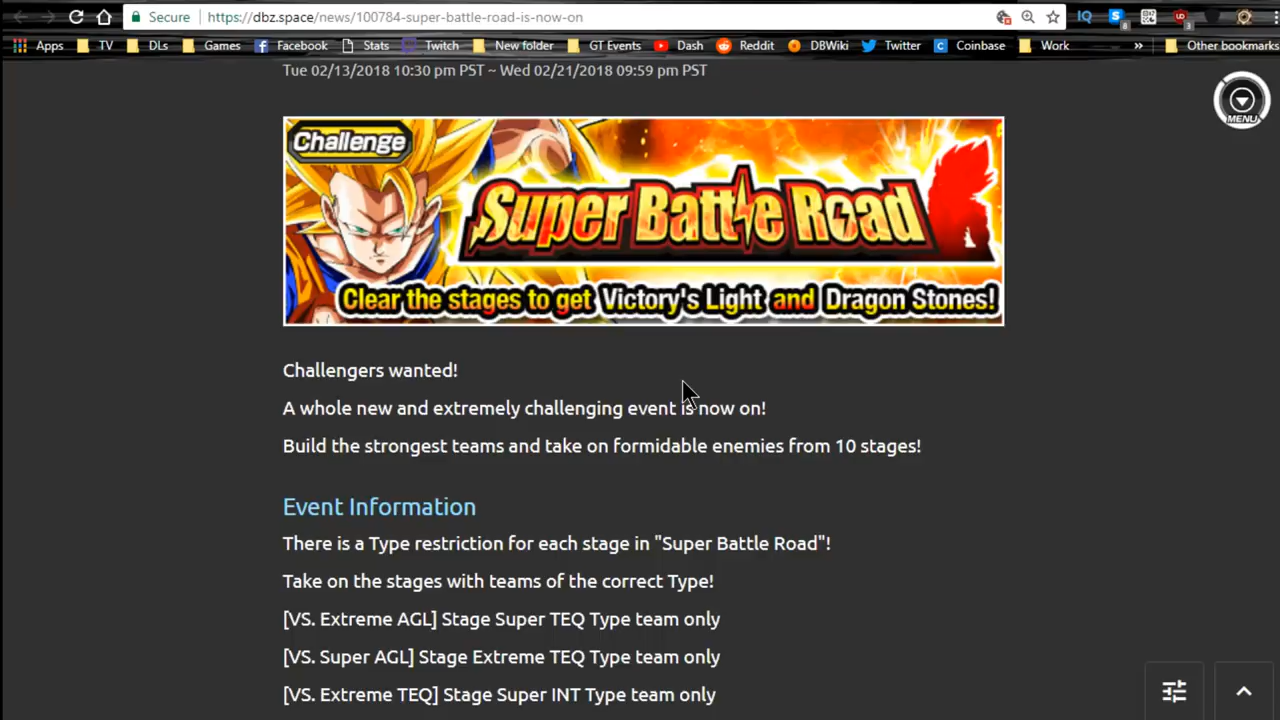 Secure https://dbz.space/news/100784-super-battle-road-is-now-on IQ S 8 UD 3
Apps TV DLs Games Facebook Stats Twitch New folder GT Events Dash Reddit DBWiki Twitter Coinbase Work » Other bookmarks
Tue 02/13/2018 10:30 pm PST ~ Wed 02/21/2018 09:59 pm PST
MENU
Challenge
Super Battle Road
Clear the stages to get Victory's Light and Dragon Stones!
Challengers wanted!
A whole new and extremely challenging event is now on!
Build the strongest teams and take on formidable enemies from 10 stages!
Event Information
There is a Type restriction for each stage in "Super Battle Road"!
Take on the stages with teams of the correct Type!
[VS. Extreme AGL] Stage Super TEQ Type team only
[VS. Super AGL] Stage Extreme TEQ Type team only
[VS. Extreme TEQ] Stage Super INT Type team only